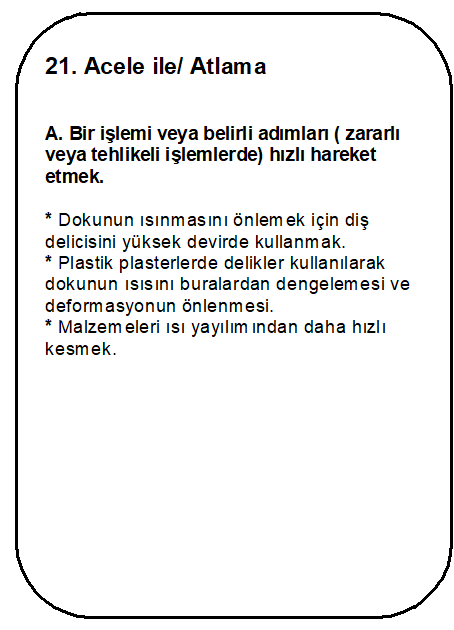 21. Acele ile/ Atlama
A. Bir işlemi veya belirli adımları ( zararlı
veya tehlikeli işlemlerde) hızlı hareket
etmek.
* Dokunun ısınmasını önlemek için diş
delicisini yüksek devirde kullanmak.
* Plastik plasterlerde delikler kullanılarak
dokunun ısısını buralardan dengelemesi ve
deformasyonun önlenmesi.
* Malzemeleri ısı yayılımından daha hızlı
kesmek.